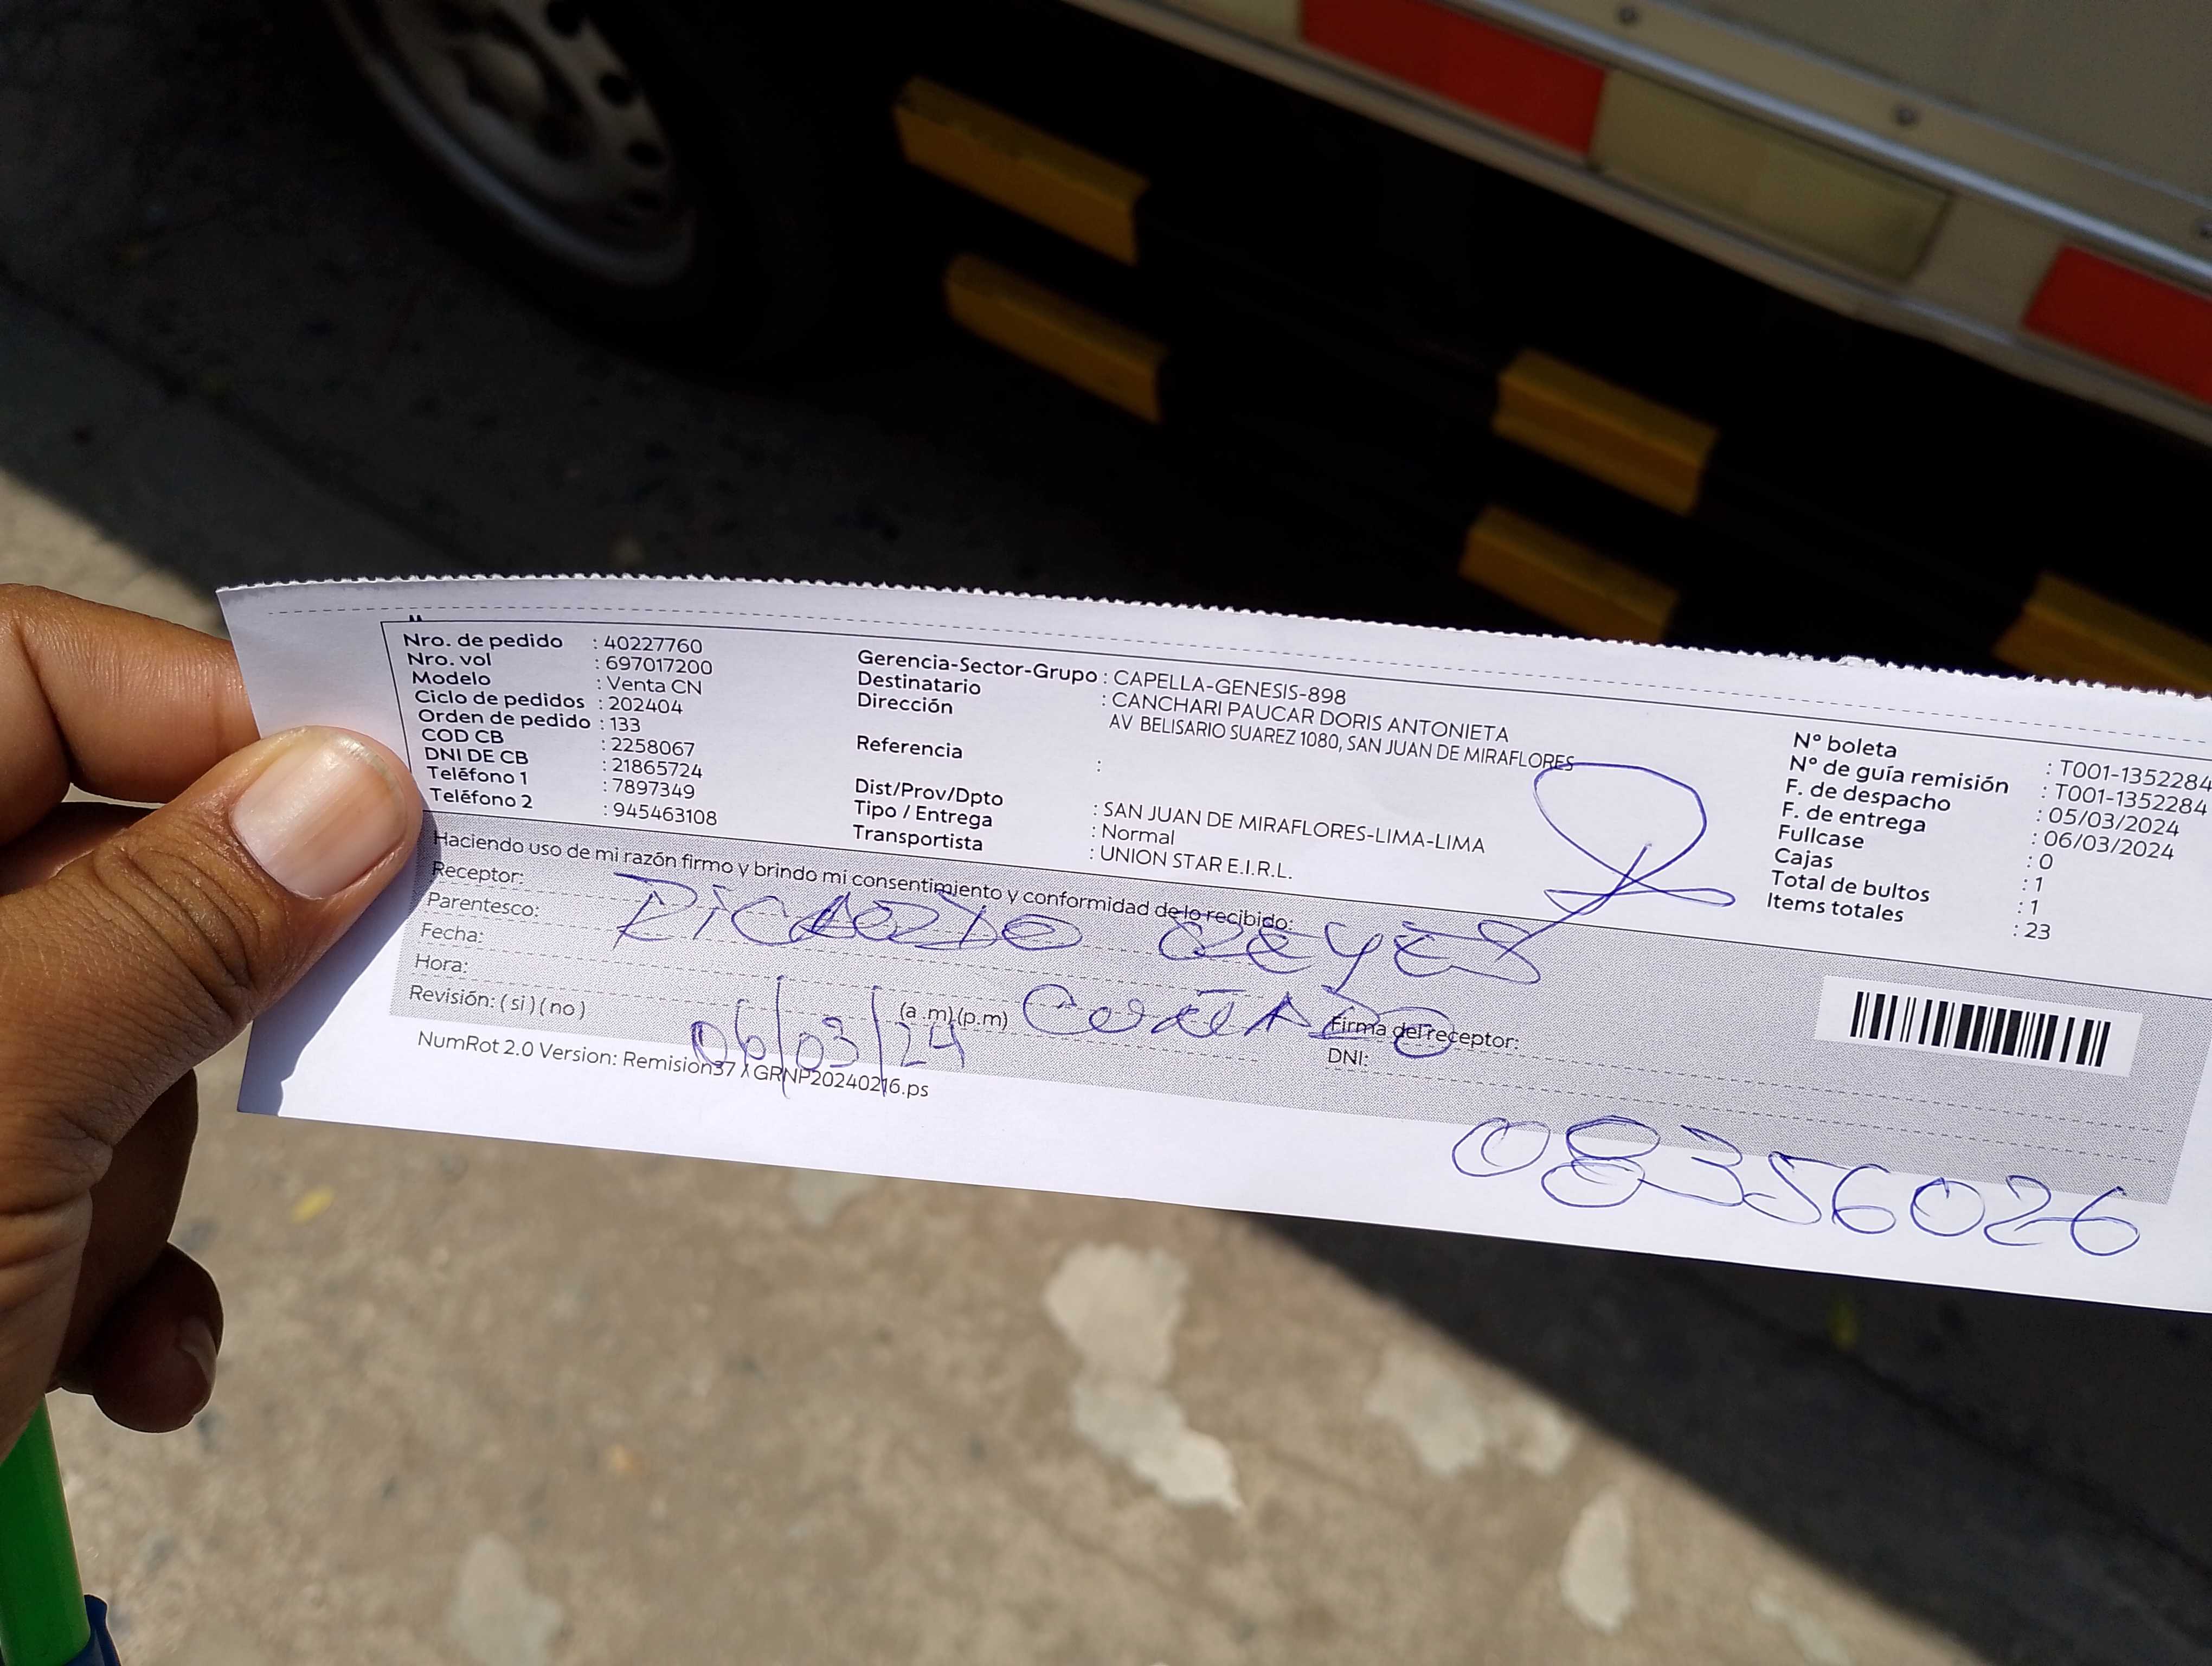 Nro. de pedido : 40227760
Nro. vol : 697017200
Modelo : Venta CN
Ciclo de pedidos : 202404
Orden de pedido : 133
COD CB : 2258067
DNI DE CB : 21865724
Teléfono 1 : 7897349
Teléfono 2 : 945463108
Gerencia-Sector-Grupo : CAPELLA-GENESIS-898
Destinatario : CANCHARI PAUCAR DORIS ANTONIETA
Dirección AV BELISARIO SUAREZ 1080, SAN JUAN DE MIRAFLORES
Referencia :
Dist/Prov/Dpto : SAN JUAN DE MIRAFLORES-LIMA-LIMA
Tipo / Entrega : Normal
Transportista : UNION STAR E.I.R.L.
N° boleta : T001-1352284
N° de guía remisión : T001-1352284
F. de despacho : 05/03/2024
F. de entrega : 06/03/2024
Fullcase : 0
Cajas : 1
Total de bultos : 1
Items totales : 23
Haciendo uso de mi razón firmo y brindo mi consentimiento y conformidad de lo recibido:
Receptor: RICARDO REYES
Parentesco:
Fecha: 06/03/24
Hora: (a .m) (p.m)
Revisión: ( si ) ( no )
Firma del receptor:
DNI: 08356026
NumRot 2.0 Version: Remision37 / GRNP20240216.ps